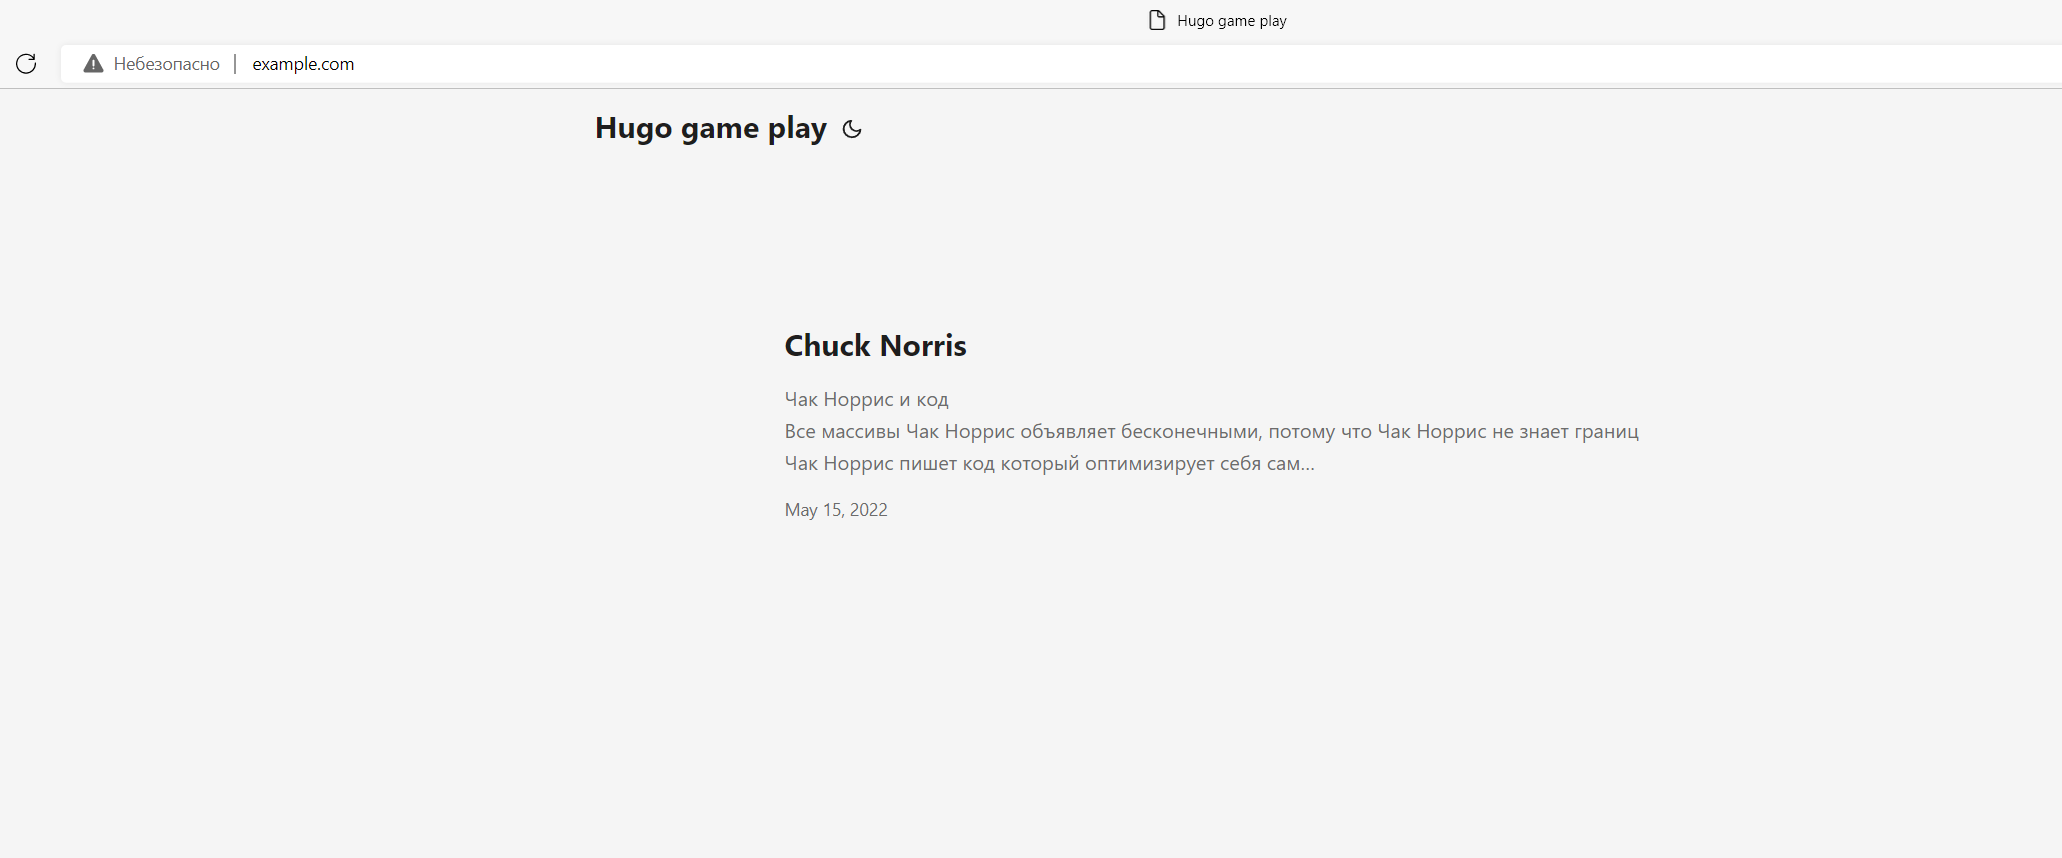 Hugo game play
Небезопасно | example.com
Hugo game play
Chuck Norris
Чак Норрис и код
Все массивы Чак Норрис объявляет бесконечными, потому что Чак Норрис не знает границ
Чак Норрис пишет код который оптимизирует себя сам...
May 15, 2022